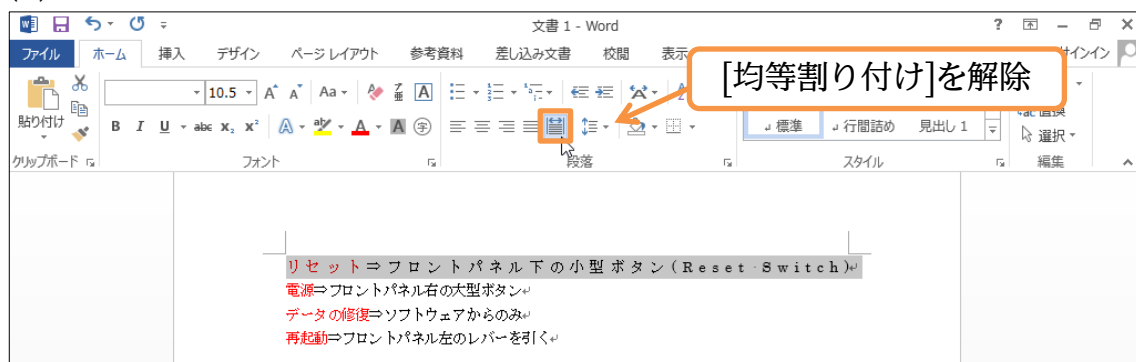 文書 1 - Word
ファイル ホーム 挿入 デザイン ページ レイアウト 参考資料 差し込み文書 校閲 表示 サインイン
[均等割り付け]を解除
10.5 Aa
貼り付け
B I U abc x₂ x² A A A 字
標準 行間詰め 見出し 1
置換
選択
クリップボード フォント 段落 スタイル 編集
リセット⇒フロントパネル下の小型ボタン(Reset Switch)
電源⇒フロントパネル右の大型ボタン
データの修復⇒ソフトウェアからのみ
再起動⇒フロントパネル左のレバーを引く